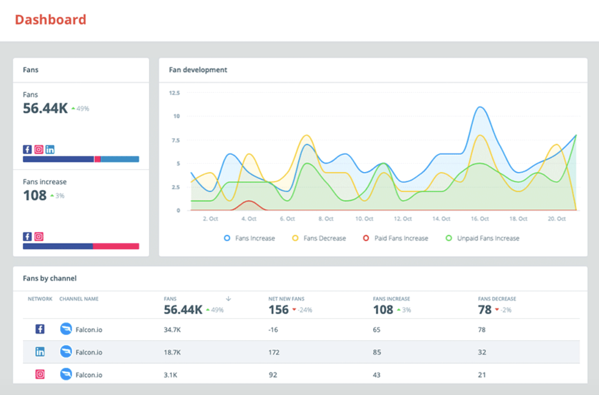 Dashboard
Fans
Fans
56.44K 49%
Fans increase
108 3%
Fan development
12.5
10
7.5
5
2.5
0
2. Oct 4. Oct 6. Oct 8. Oct 10. Oct 12. Oct 14. Oct 16. Oct 18. Oct 20. Oct
Fans Increase Fans Decrease Paid Fans Increase Unpaid Fans Increase
Fans by channel
NETWORK CHANNEL NAME FANS NET NEW FANS FANS INCREASE FANS DECREASE
56.44K 49% 156 -24% 108 3% 78 -2%
Falcon.io 34.7K -16 65 78
Falcon.io 18.7K 172 85 32
Falcon.io 3.1K 92 43 21